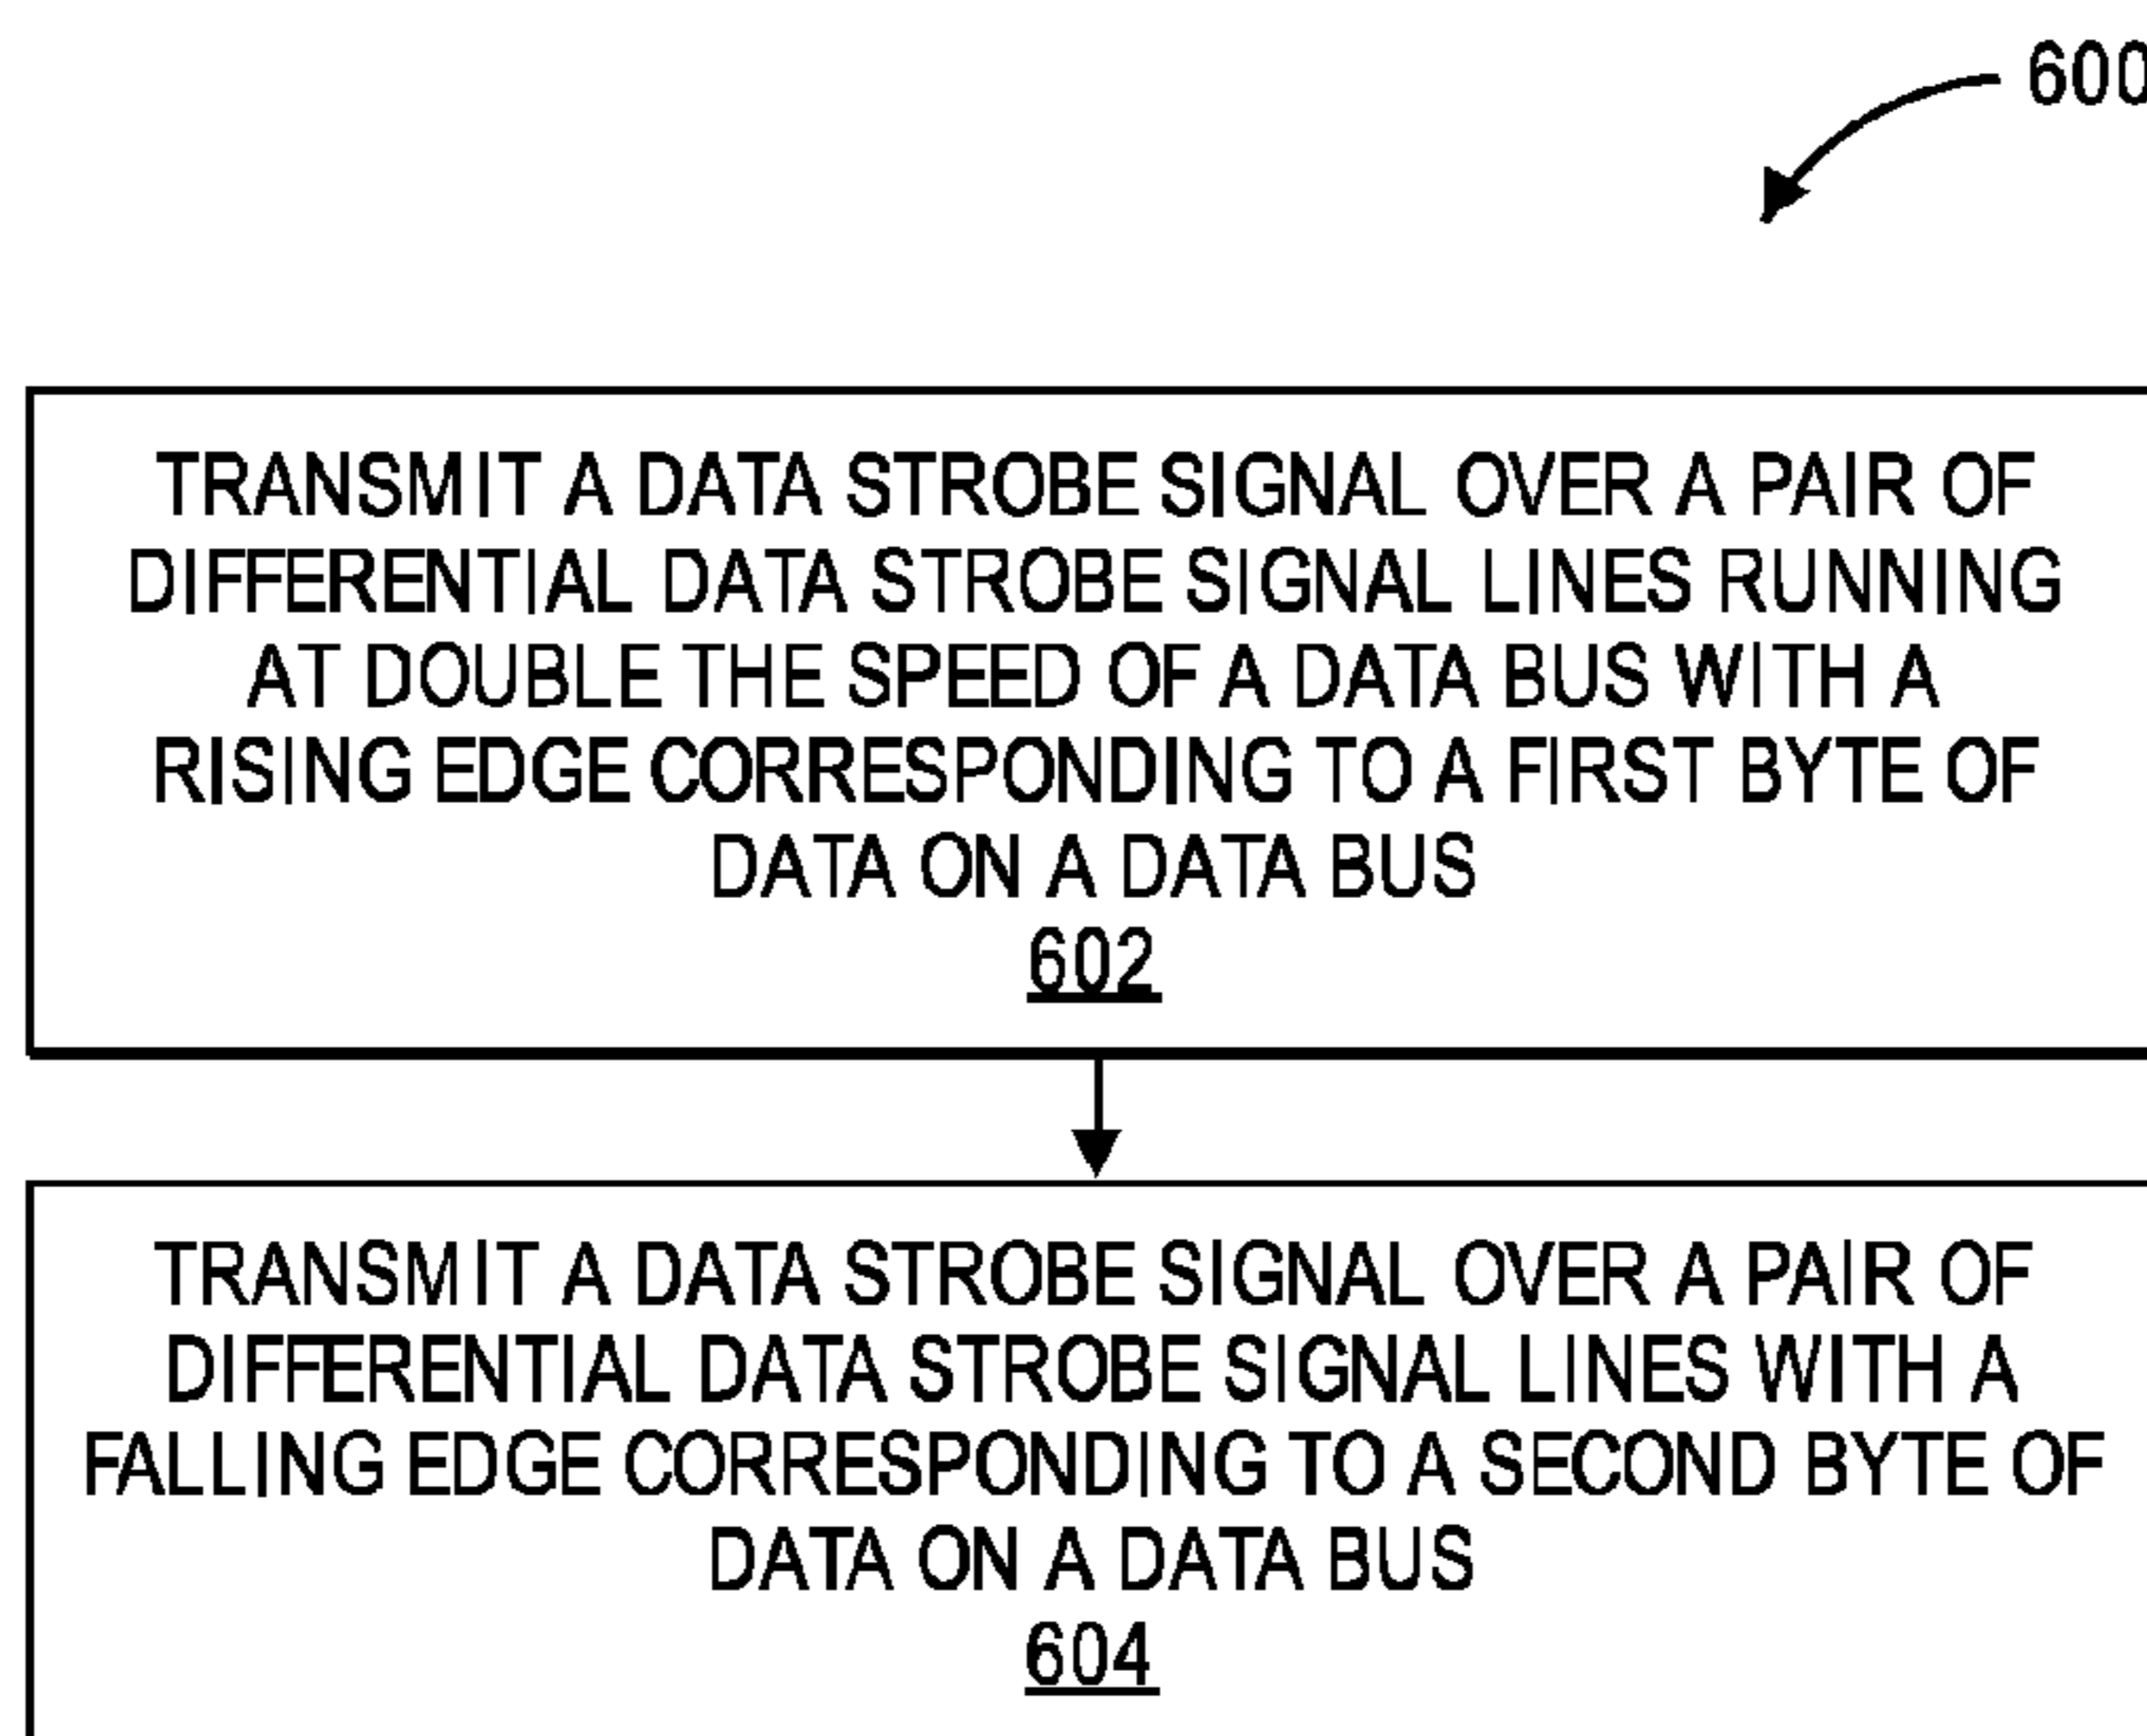 600
TRANSMIT A DATA STROBE SIGNAL OVER A PAIR OF
DIFFERENTIAL DATA STROBE SIGNAL LINES RUNNING
AT DOUBLE THE SPEED OF A DATA BUS WITH A
RISING EDGE CORRESPONDING TO A FIRST BYTE OF
DATA ON A DATA BUS
602
TRANSMIT A DATA STROBE SIGNAL OVER A PAIR OF
DIFFERENTIAL DATA STROBE SIGNAL LINES WITH A
FALLING EDGE CORRESPONDING TO A SECOND BYTE OF
DATA ON A DATA BUS
604